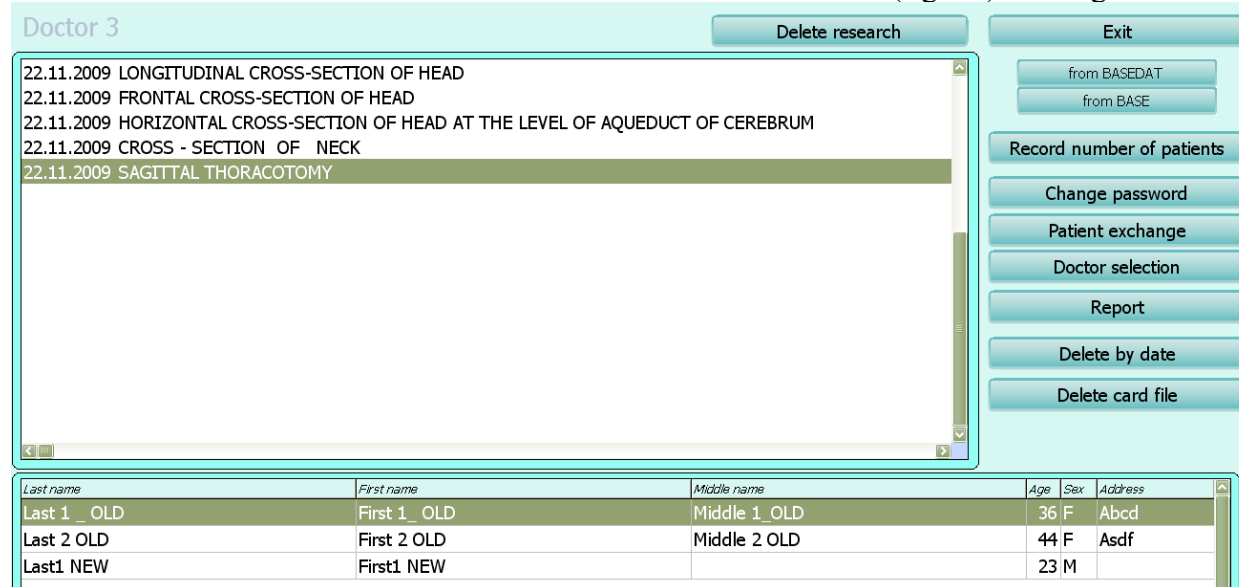 Doctor 3
Delete research
Exit
22.11.2009 LONGITUDINAL CROSS-SECTION OF HEAD
22.11.2009 FRONTAL CROSS-SECTION OF HEAD
22.11.2009 HORIZONTAL CROSS-SECTION OF HEAD AT THE LEVEL OF AQUEDUCT OF CEREBRUM
22.11.2009 CROSS - SECTION OF NECK
22.11.2009 SAGITTAL THORACOTOMY
from BASEDAT
from BASE
Record number of patients
Change password
Patient exchange
Doctor selection
Report
Delete by date
Delete card file
Last name First name Middle name Age Sex Address
Last 1 _ OLD First 1_ OLD Middle 1_OLD 36 F Abcd
Last 2 OLD First 2 OLD Middle 2 OLD 44 F Asdf
Last1 NEW First1 NEW 23 M